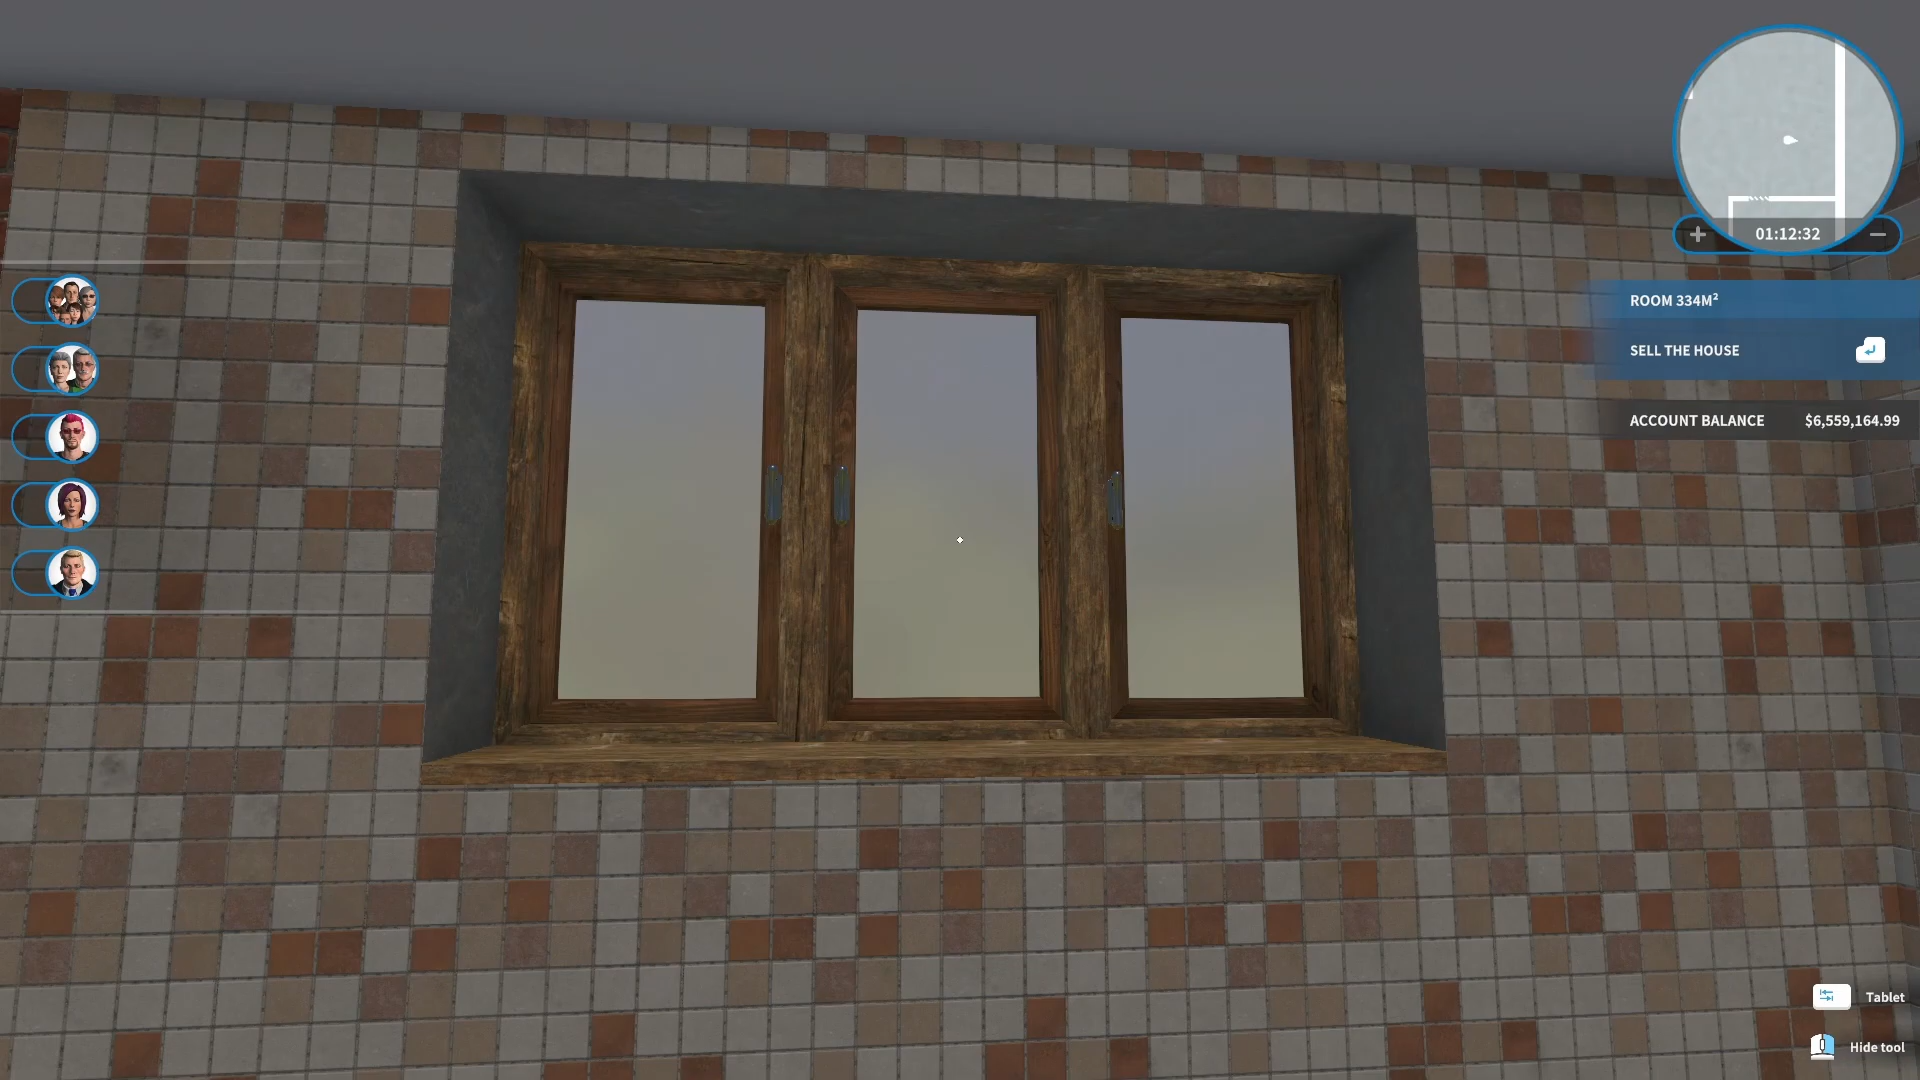 01:12:32
ROOM 334M²
SELL THE HOUSE
ACCOUNT BALANCE $6,559,164.99
Tablet
Hide tool